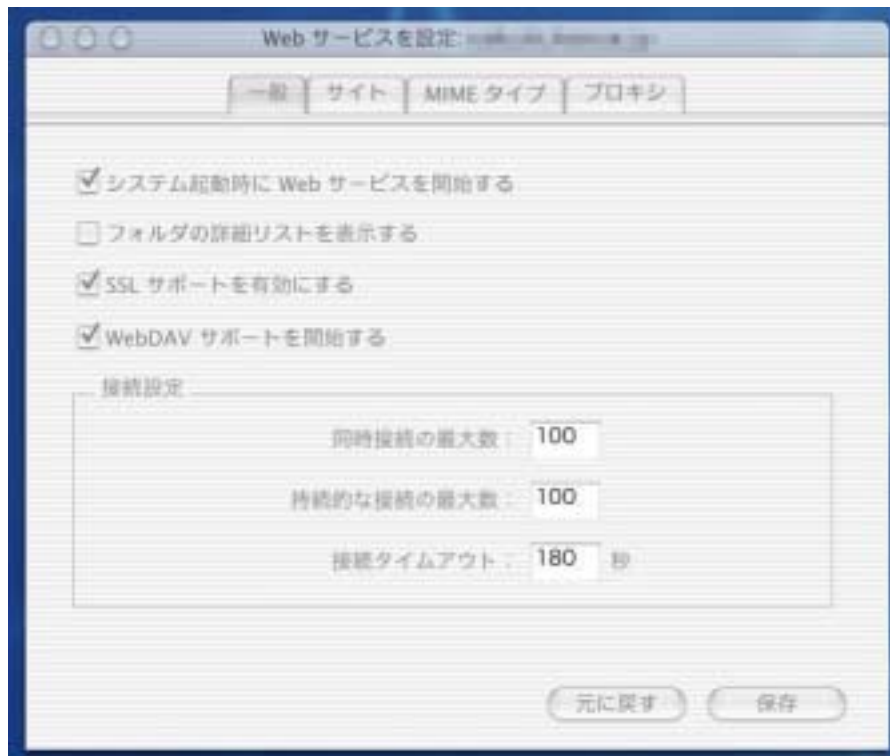 Web サービスを設定:
一般 サイト MIME タイプ プロキシ
システム起動時に Web サービスを開始する
フォルダの詳細リストを表示する
SSL サポートを有効にする
WebDAV サポートを開始する
接続設定
同時接続の最大数： 100
持続的な接続の最大数： 100
接続タイムアウト： 180 秒
元に戻す 保存